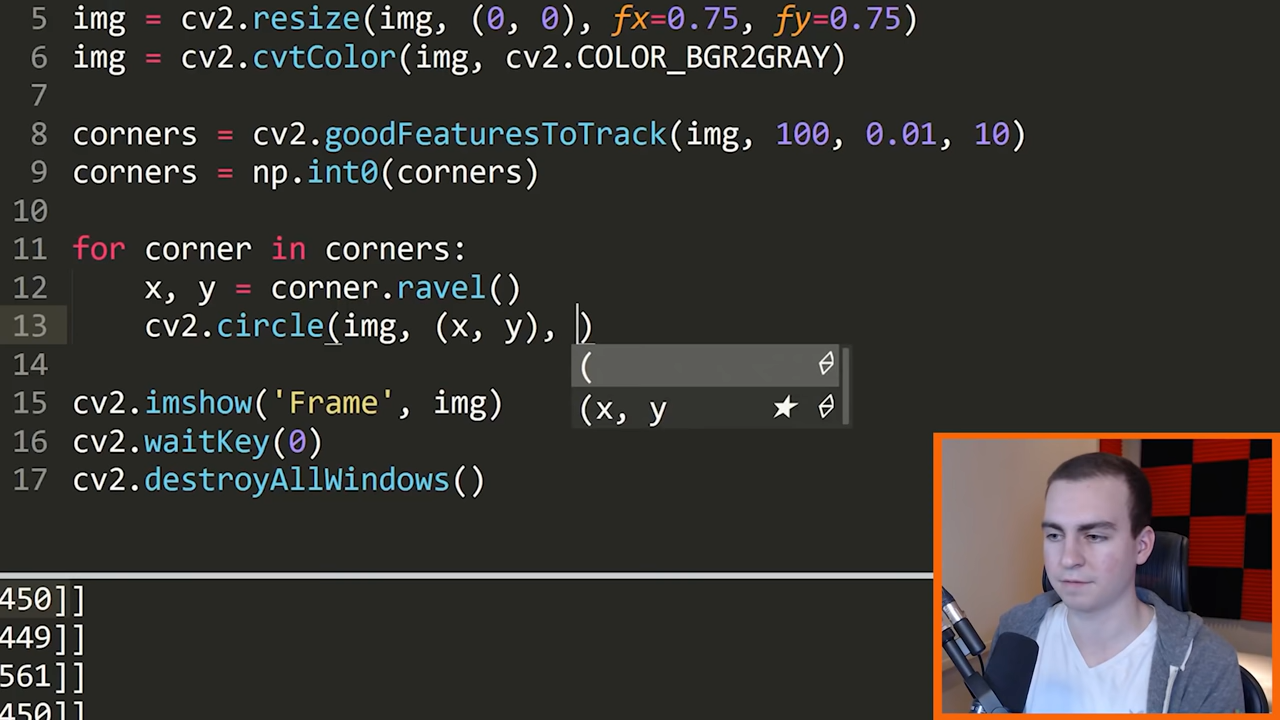 5 img = cv2.resize(img, (0, 0), fx=0.75, fy=0.75)
6 img = cv2.cvtColor(img, cv2.COLOR_BGR2GRAY)
7
8 corners = cv2.goodFeaturesToTrack(img, 100, 0.01, 10)
9 corners = np.int0(corners)
10
11 for corner in corners:
12     x, y = corner.ravel()
13     cv2.circle(img, (x, y), )
(
14
(x, y
15 cv2.imshow('Frame', img)
16 cv2.waitKey(0)
17 cv2.destroyAllWindows()
450]]
449]]
561]]
450]]